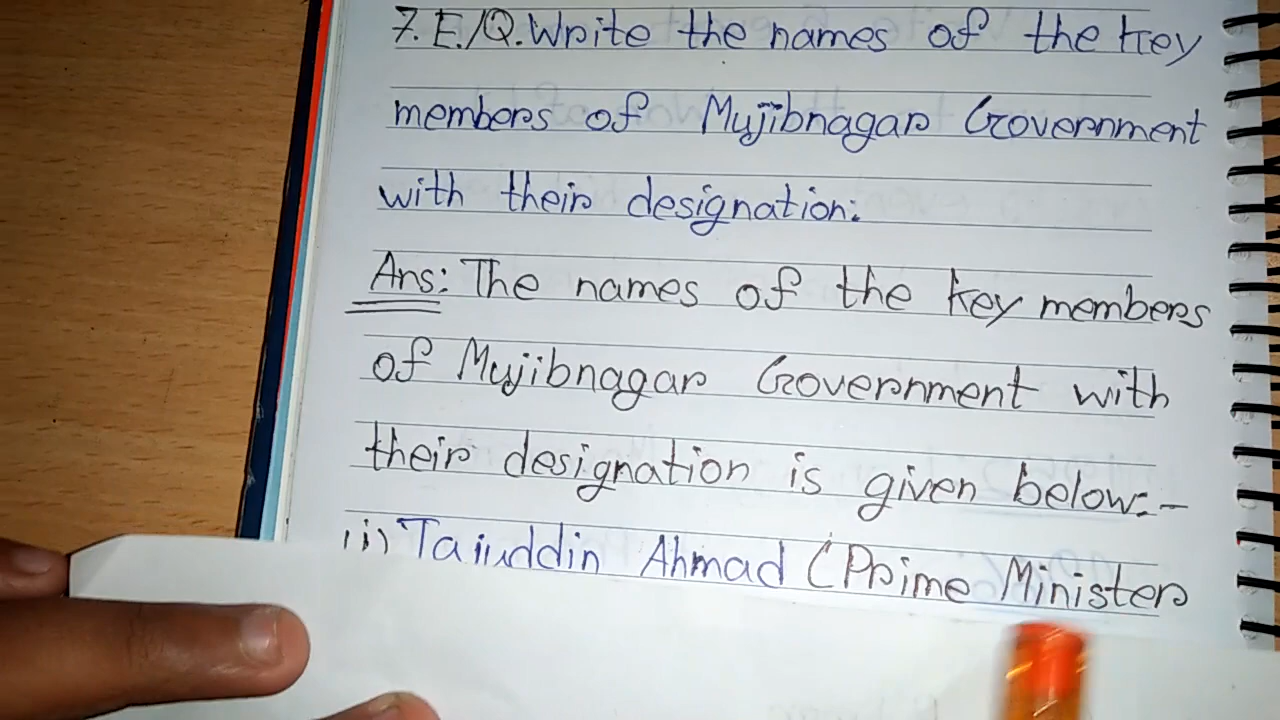 7. E./Q. Write the names of the key
members of Mujibnagar Government
with their designation:
Ans: The names of the key members
of Mujibnagar Government with
their designation is given below:-
ii) Tajuddin Ahmad (Prime Minister